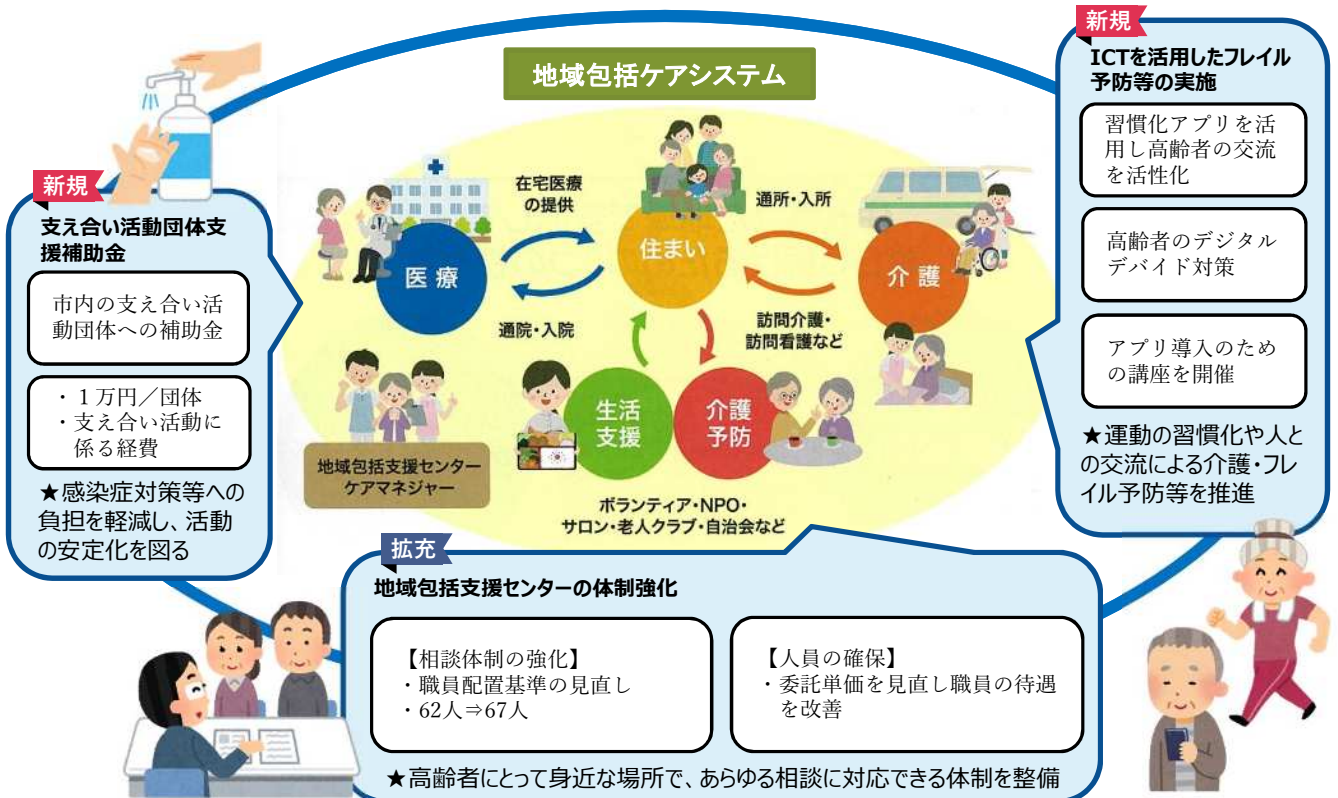 地域包括ケアシステム
新規
支え合い活動団体支
援補助金
市内の支え合い活
動団体への補助金
・１万円／団体
・支え合い活動に
係る経費
★感染症対策等への
負担を軽減し、活動
の安定化を図る
在宅医療
の提供
通所・入所
医療
住まい
介護
通院・入院
訪問介護・
訪問看護など
生活
支援
介護
予防
地域包括支援センター
ケアマネジャー
ボランティア・NPO・
サロン・老人クラブ・自治会など
新規
ICTを活用したフレイル
予防等の実施
習慣化アプリを活
用し高齢者の交流
を活性化
高齢者のデジタル
デバイド対策
アプリ導入のため
の講座を開催
★運動の習慣化や人と
の交流による介護・フレ
イル予防等を推進
拡充
地域包括支援センターの体制強化
【相談体制の強化】
・職員配置基準の見直し
・62人⇒67人
【人員の確保】
・委託単価を見直し職員の待遇
を改善
★高齢者にとって身近な場所で、あらゆる相談に対応できる体制を整備